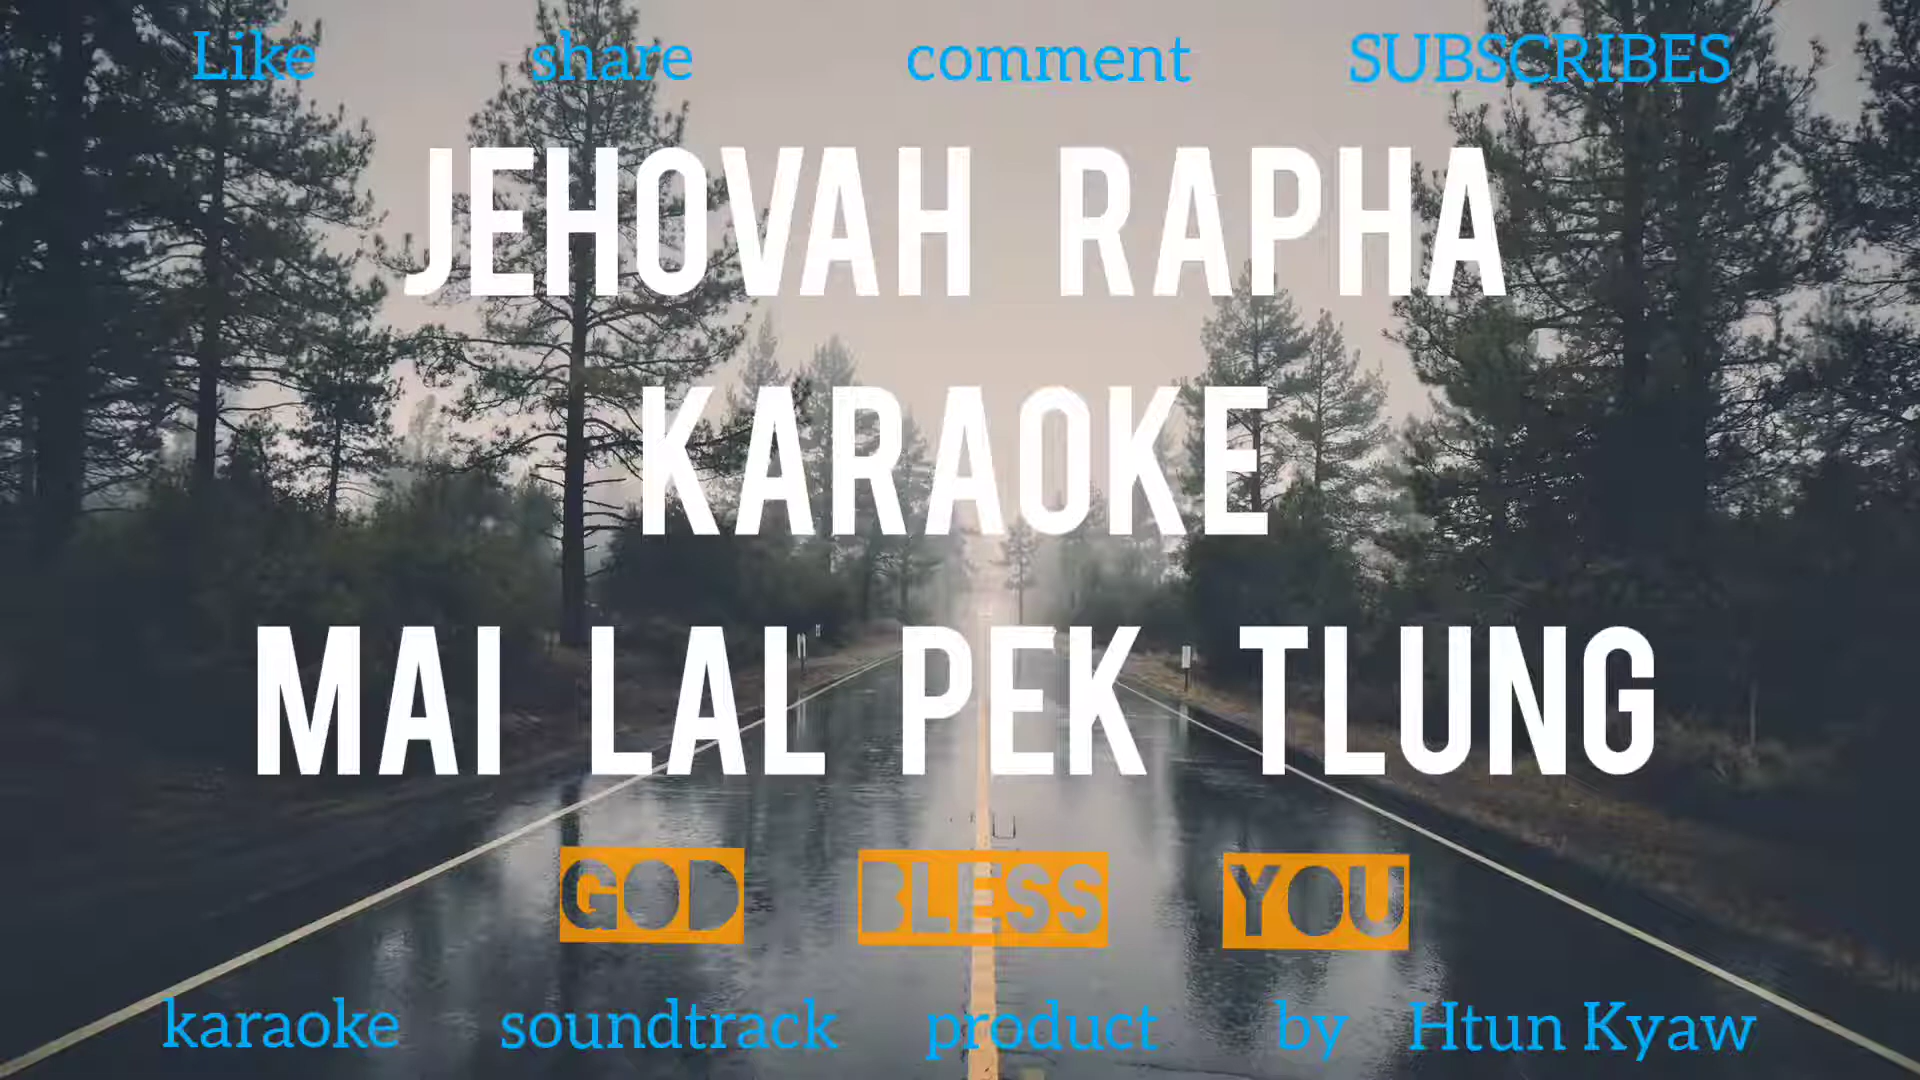 Like share comment SUBSCRIBES
JEHOVAH RAPHA
KARAOKE
MAI LAL PEK TLUNG
GOD BLESS YOU
karaoke soundtrack product by Htun Kyaw